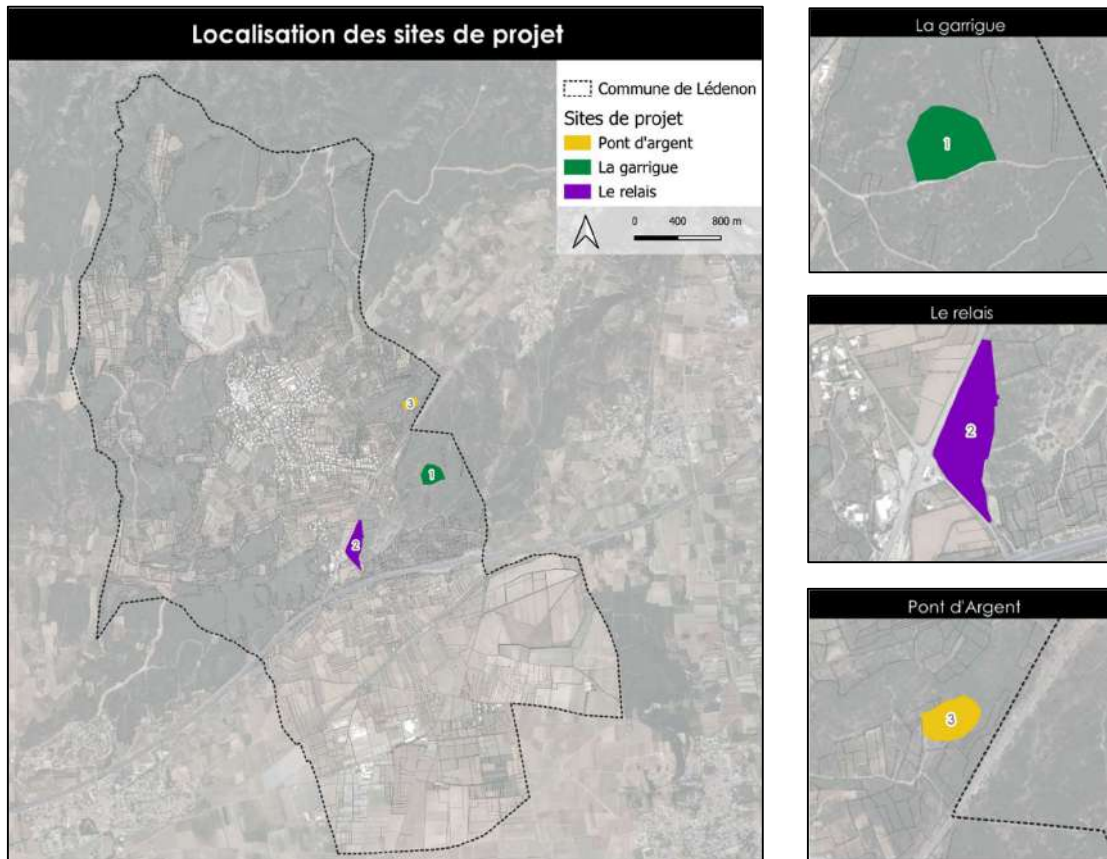 Localisation des sites de projet
Commune de Lédenon
Sites de projet
Pont d'argent
La garrigue
Le relais
0 400 800 m
3
1
2
La garrigue
1
Le relais
2
Pont d'Argent
3